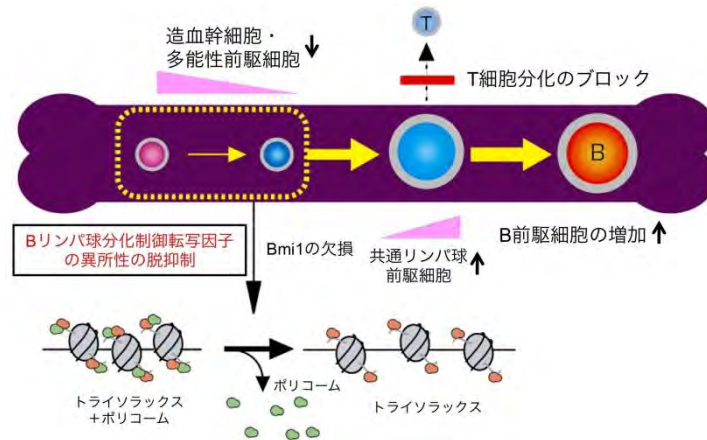 造血幹細胞・
多能性前駆細胞
T
T細胞分化のブロック
B
Bリンパ球分化制御転写因子
の異所性の脱抑制
Bmi1の欠損
共通リンパ球
前駆細胞
B前駆細胞の増加
ポリコーム
トライソラックス
+ポリコーム
トライソラックス